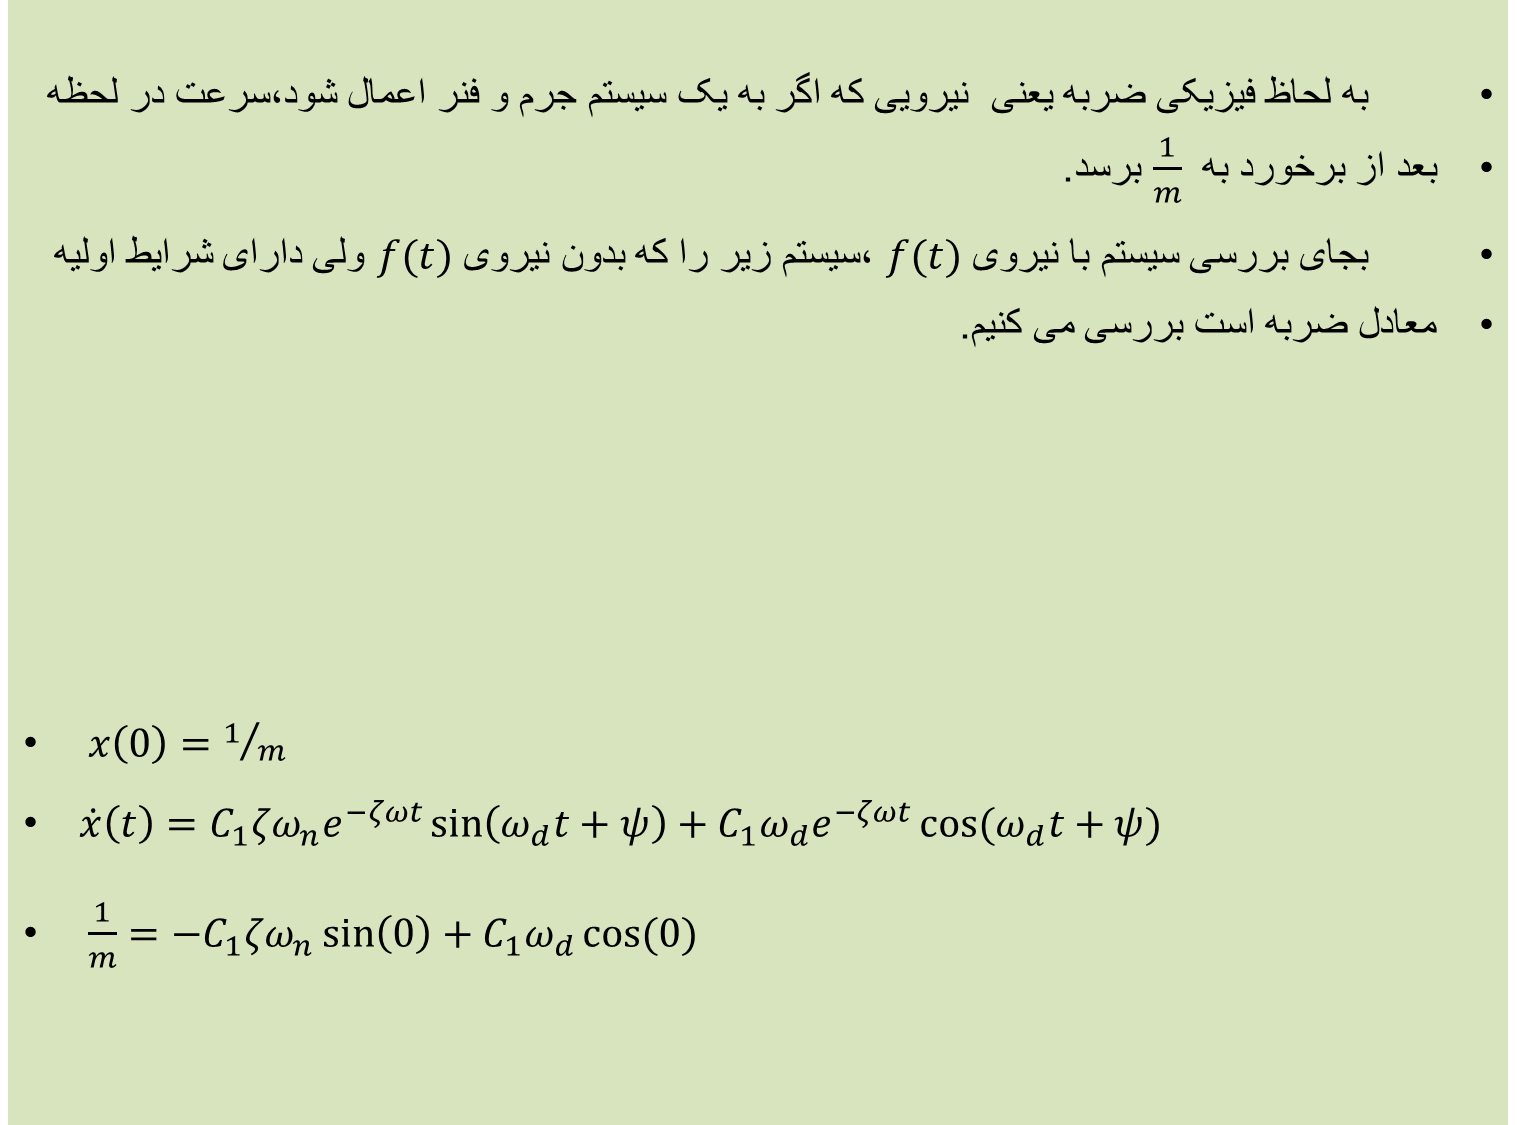 • به لحاظ فیزیکی ضربه یعنی نیرویی که اگر به یک سیستم جرم و فنر اعمال شود،سرعت در لحظه
• بعد از برخورد به 1/m برسد.
• بجای بررسی سیستم با نیروی f(t) ،سیستم زیر را که بدون نیروی f(t) ولی دارای شرایط اولیه
• معادل ضربه است بررسی می کنیم.
• x(0) = 1/m
• ẋ(t) = C₁ζωₙe^{−ζωt} sin(ω_d t + ψ) + C₁ω_d e^{−ζωt} cos(ω_d t + ψ)
• 1/m = −C₁ζωₙ sin(0) + C₁ω_d cos(0)